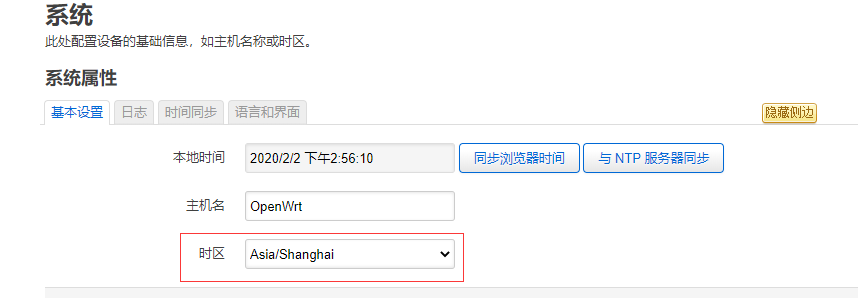 系统
此处配置设备的基础信息，如主机名称或时区。
系统属性
基本设置 日志 时间同步 语言和界面 隐藏侧边
本地时间 2020/2/2 下午2:56:10 同步浏览器时间 与 NTP 服务器同步
主机名 OpenWrt
时区 Asia/Shanghai